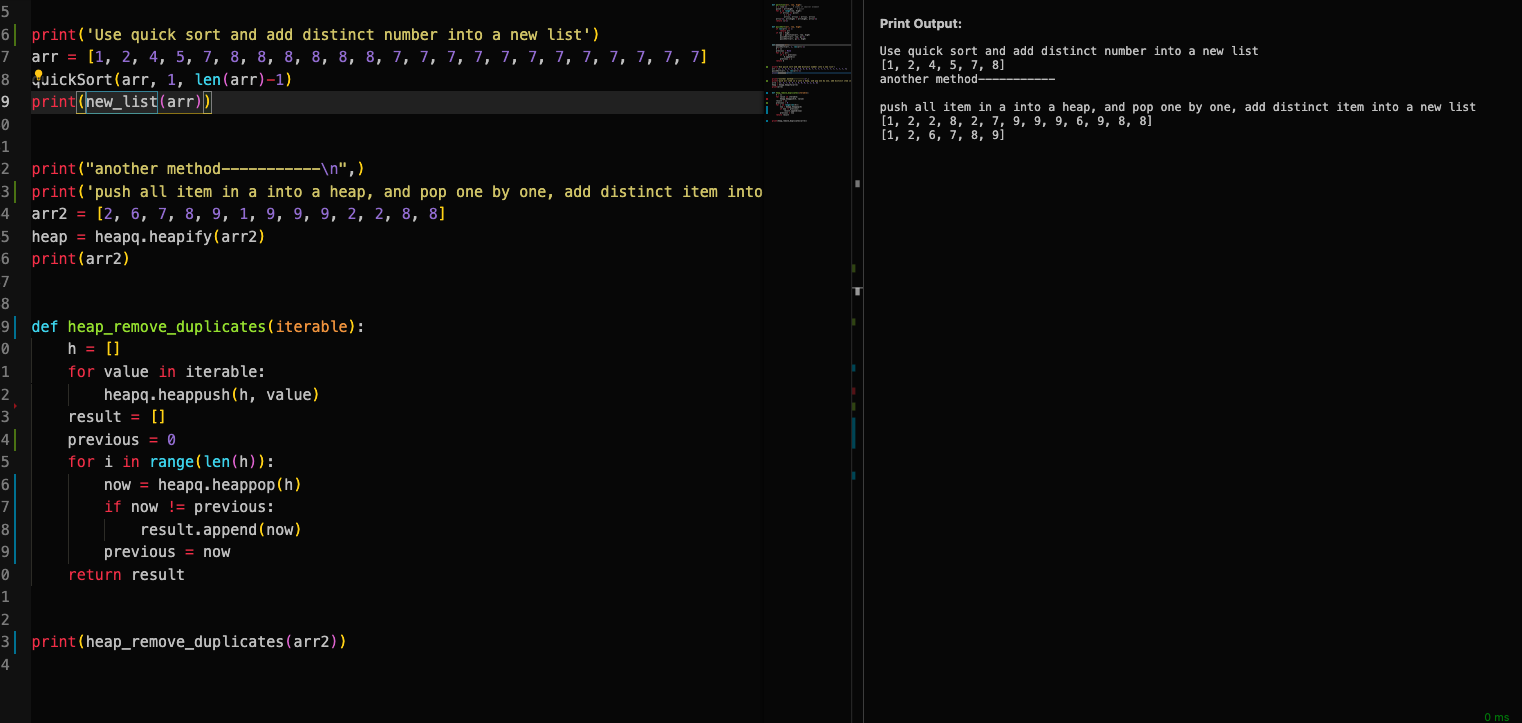 5
6 print('Use quick sort and add distinct number into a new list')
7 arr = [1, 2, 4, 5, 7, 8, 8, 8, 8, 8, 8, 7, 7, 7, 7, 7, 7, 7, 7, 7, 7, 7, 7]
8 quickSort(arr, 1, len(arr)-1)
9 print(new_list(arr))
0
1
2 print("another method-----------\n",)
3 print('push all item in a into a heap, and pop one by one, add distinct item into
4 arr2 = [2, 6, 7, 8, 9, 1, 9, 9, 9, 2, 2, 8, 8]
5 heap = heapq.heapify(arr2)
6 print(arr2)
7
8
9 def heap_remove_duplicates(iterable):
0     h = []
1     for value in iterable:
2         heapq.heappush(h, value)
3     result = []
4     previous = 0
5     for i in range(len(h)):
6         now = heapq.heappop(h)
7         if now != previous:
8             result.append(now)
9         previous = now
0     return result
1
2
3 print(heap_remove_duplicates(arr2))
4
Print Output:
Use quick sort and add distinct number into a new list
[1, 2, 4, 5, 7, 8]
another method-----------
push all item in a into a heap, and pop one by one, add distinct item into a new list
[1, 2, 2, 8, 2, 7, 9, 9, 9, 6, 9, 8, 8]
[1, 2, 6, 7, 8, 9]
0 ms